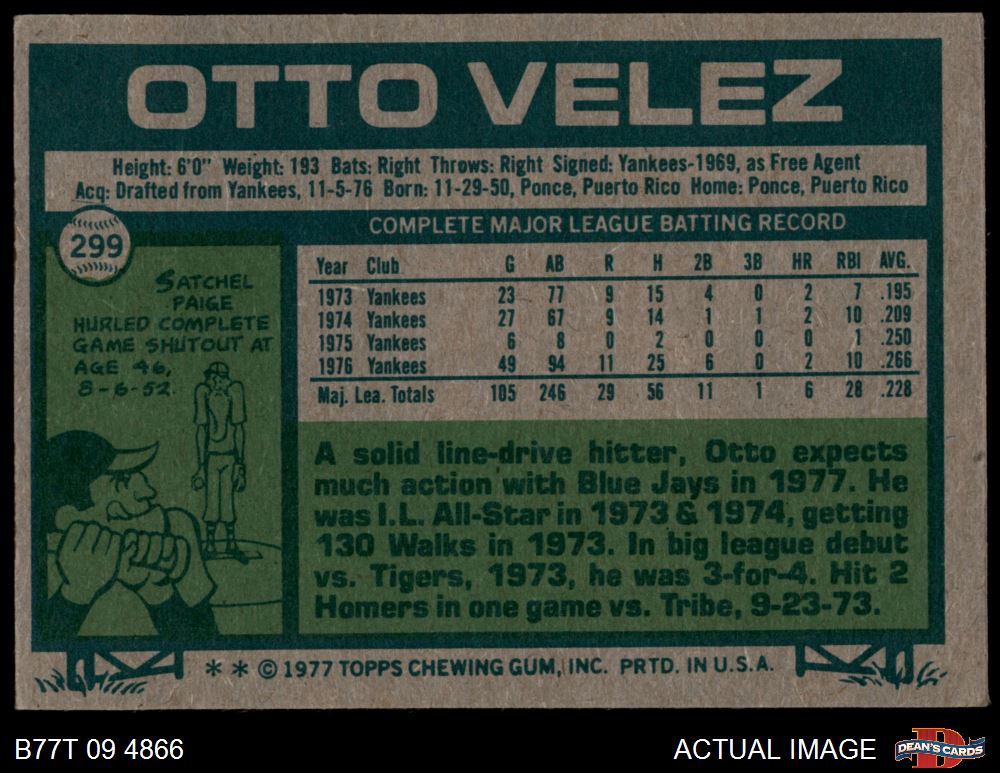 OTTO VELEZ
Height: 6'0" Weight: 193 Bats: Right Throws: Right Signed: Yankees-1969, as Free Agent
Acq: Drafted from Yankees, 11-5-76 Born: 11-29-50, Ponce, Puerto Rico Home: Ponce, Puerto Rico
299
SATCHEL
PAIGE
HURLED COMPLETE
GAME SHUTOUT AT
AGE 46,
8-6-52.
COMPLETE MAJOR LEAGUE BATTING RECORD
Year Club G AB R H 2B 3B HR RBI AVG.
1973 Yankees 23 77 9 15 4 0 2 7 .195
1974 Yankees 27 67 9 14 1 1 2 10 .209
1975 Yankees 6 8 0 2 0 0 0 1 .250
1976 Yankees 49 94 11 25 6 0 2 10 .266
Maj. Lea. Totals 105 246 29 56 11 1 6 28 .228
A solid line-drive hitter, Otto expects
much action with Blue Jays in 1977. He
was I.L. All-Star in 1973 & 1974, getting
130 Walks in 1973. In big league debut
vs. Tigers, 1973, he was 3-for-4. Hit 2
Homers in one game vs. Tribe, 9-23-73.
** © 1977 TOPPS CHEWING GUM, INC. PRTD. IN U.S.A.
B77T 09 4866
ACTUAL IMAGE
D
DEAN'S CARDS